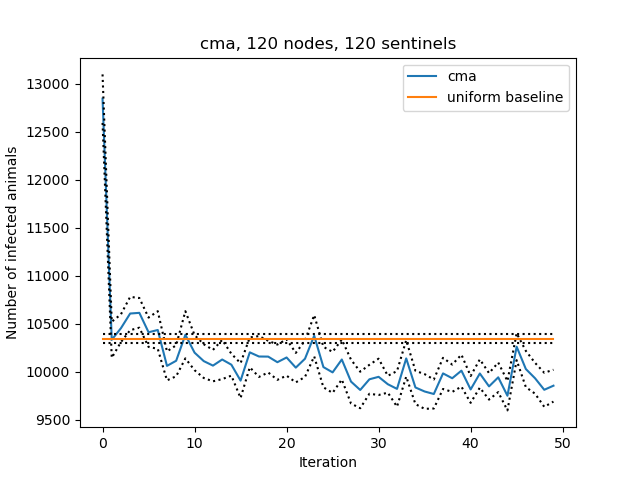 cma, 120 nodes, 120 sentinels
cma
uniform baseline
Number of infected animals
13000
12500
12000
11500
11000
10500
10000
9500
0
10
20
30
40
50
Iteration